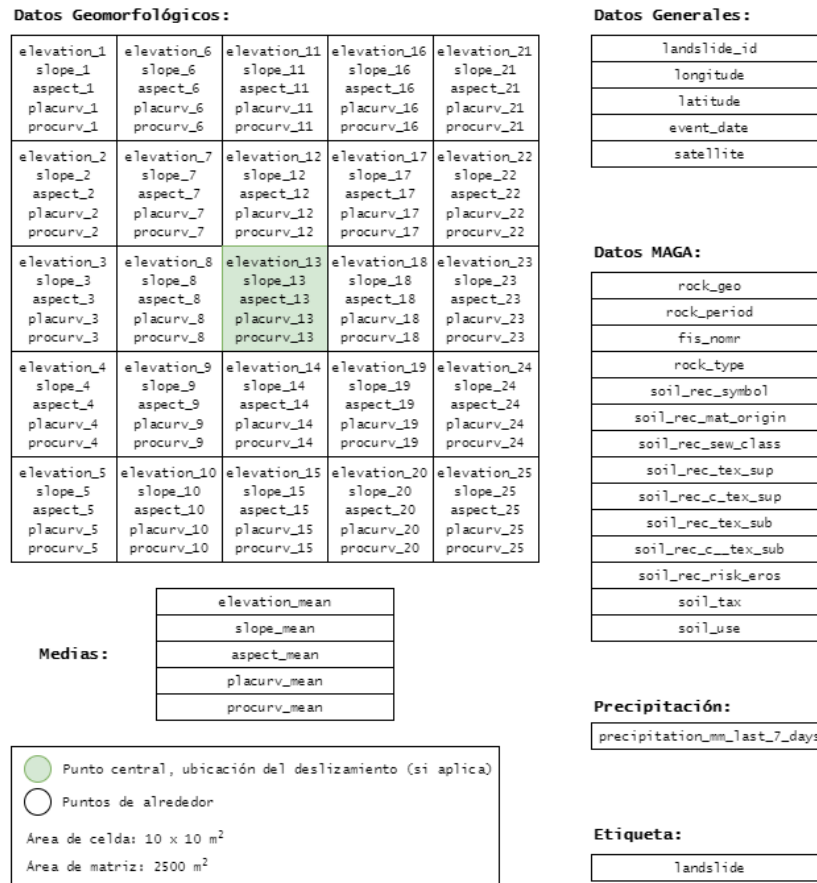 Datos Geomorfológicos:
elevation_1 elevation_6 elevation_11 elevation_16 elevation_21
slope_1 slope_6 slope_11 slope_16 slope_21
aspect_1 aspect_6 aspect_11 aspect_16 aspect_21
placurv_1 placurv_6 placurv_11 placurv_16 placurv_21
procurv_1 procurv_6 procurv_11 procurv_16 procurv_21
elevation_2 elevation_7 elevation_12 elevation_17 elevation_22
slope_2 slope_7 slope_12 slope_17 slope_22
aspect_2 aspect_7 aspect_12 aspect_17 aspect_22
placurv_2 placurv_7 placurv_12 placurv_17 placurv_22
procurv_2 procurv_7 procurv_12 procurv_17 procurv_22
elevation_3 elevation_8 elevation_13 elevation_18 elevation_23
slope_3 slope_8 slope_13 slope_18 slope_23
aspect_3 aspect_8 aspect_13 aspect_18 aspect_23
placurv_3 placurv_8 placurv_13 placurv_18 placurv_23
procurv_3 procurv_8 procurv_13 procurv_18 procurv_23
elevation_4 elevation_9 elevation_14 elevation_19 elevation_24
slope_4 slope_9 slope_14 slope_19 slope_24
aspect_4 aspect_9 aspect_14 aspect_19 aspect_24
placurv_4 placurv_9 placurv_14 placurv_19 placurv_24
procurv_4 procurv_9 procurv_14 procurv_19 procurv_24
elevation_5 elevation_10 elevation_15 elevation_20 elevation_25
slope_5 slope_10 slope_15 slope_20 slope_25
aspect_5 aspect_10 aspect_15 aspect_20 aspect_25
placurv_5 placurv_10 placurv_15 placurv_20 placurv_25
procurv_5 procurv_10 procurv_15 procurv_20 procurv_25
Medias:
elevation_mean
slope_mean
aspect_mean
placurv_mean
procurv_mean
Punto central, ubicación del deslizamiento (si aplica)
Puntos de alrededor
Area de celda: 10 x 10 m²
Area de matriz: 2500 m²
Datos Generales:
landslide_id
longitude
latitude
event_date
satellite
Datos MAGA:
rock_geo
rock_period
fis_nomr
rock_type
soil_rec_symbol
soil_rec_mat_origin
soil_rec_sew_class
soil_rec_tex_sup
soil_rec_c_tex_sup
soil_rec_tex_sub
soil_rec_c__tex_sub
soil_rec_risk_eros
soil_tax
soil_use
Precipitación:
precipitation_mm_last_7_days
Etiqueta:
landslide